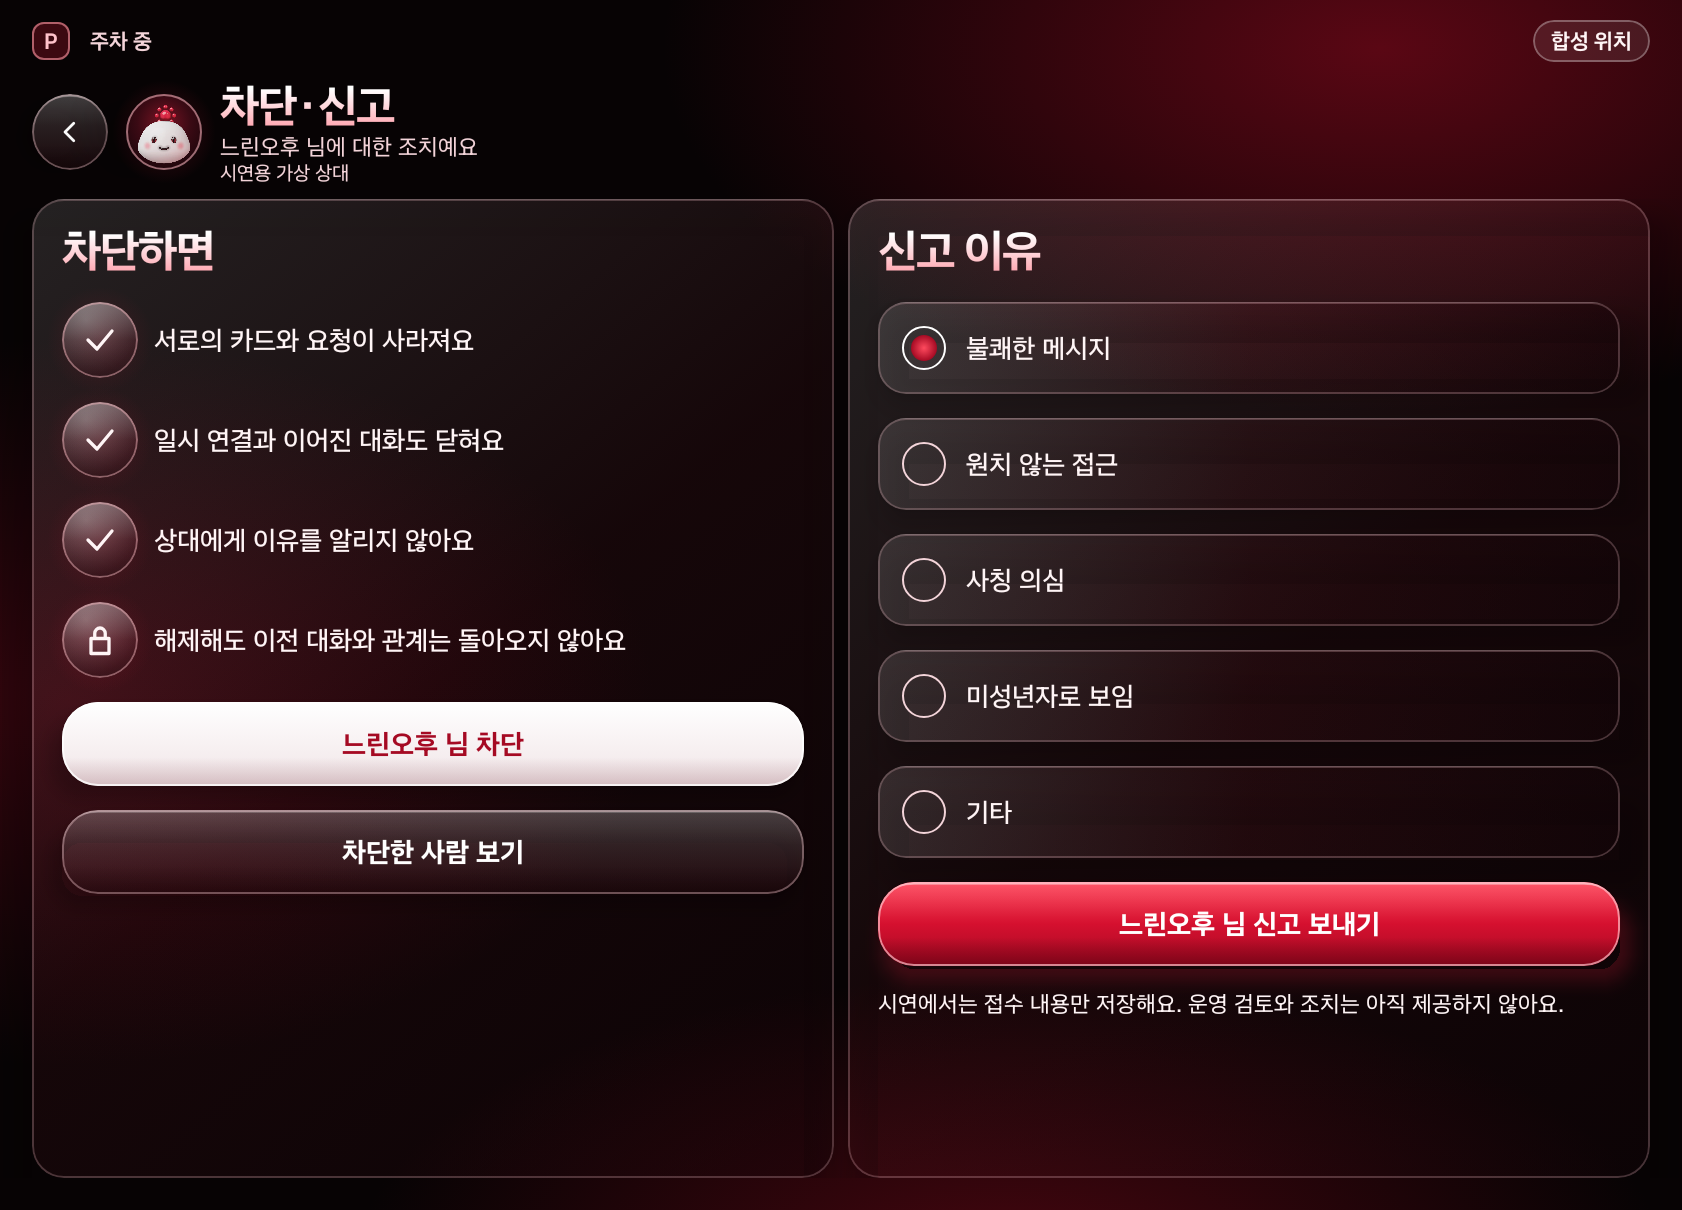 P 주차 중
합성 위치
차단·신고
느린오후 님에 대한 조치예요
시연용 가상 상대
차단하면
서로의 카드와 요청이 사라져요
일시 연결과 이어진 대화도 닫혀요
상대에게 이유를 알리지 않아요
해제해도 이전 대화와 관계는 돌아오지 않아요
느린오후 님 차단
차단한 사람 보기
신고 이유
불쾌한 메시지
원치 않는 접근
사칭 의심
미성년자로 보임
기타
느린오후 님 신고 보내기
시연에서는 접수 내용만 저장해요. 운영 검토와 조치는 아직 제공하지 않아요.